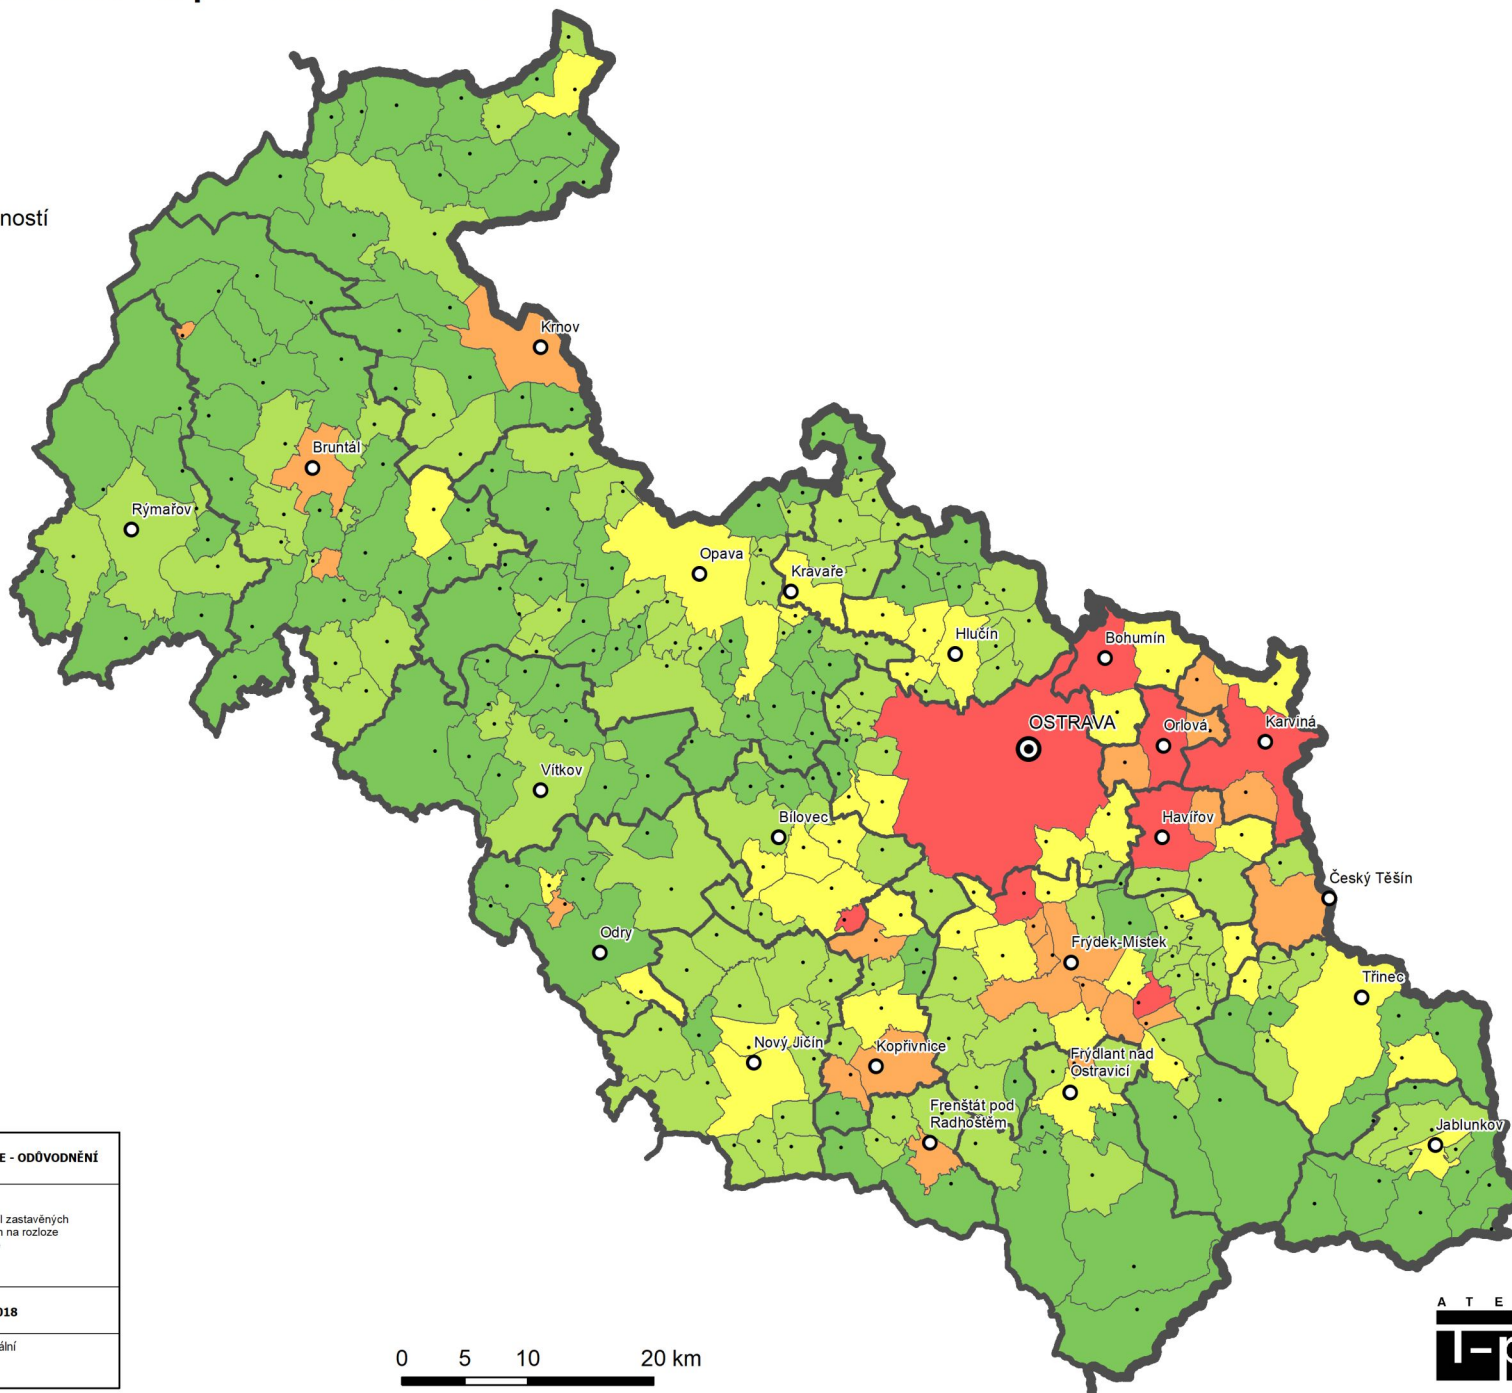 ností
Krnov
Bruntál
Rýmařov
Opava
Kravaře
Hlučín
Bohumín
OSTRAVA
Orlová
Karviná
Vítkov
Bílovec
Havířov
Český Těšín
Odry
Frýdek-Místek
Třinec
Nový Jičín
Kopřivnice
Frýdlant nad
Ostravicí
Frenštát pod
Radhoštěm
Jablunkov
E - ODŮVODNĚNÍ
l zastavěných
na rozloze
018
ální
0 5 10 20 km
A T E